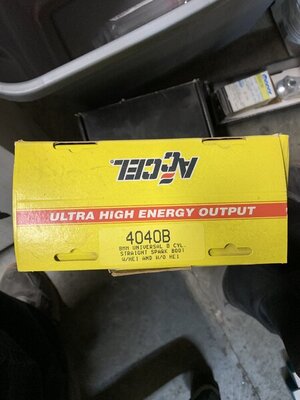 ACCEL
ULTRA HIGH ENERGY OUTPUT
4040B
8MM UNIVERSAL 8 CYL.
STRAIGHT SPARK BOOT
W/HEI AND W/O HEI